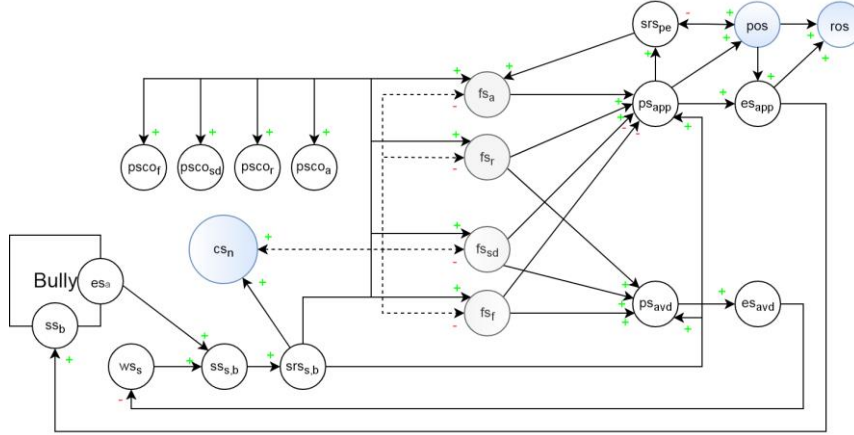 srs_pe
pos
ros
fs_a
ps_app
es_app
psco_f
psco_sd
psco_r
psco_a
fs_r
cs_n
fs_sd
Bully
es_a
ps_avd
es_avd
fs_f
ss_b
ws_s
ss_s,b
srs_s,b